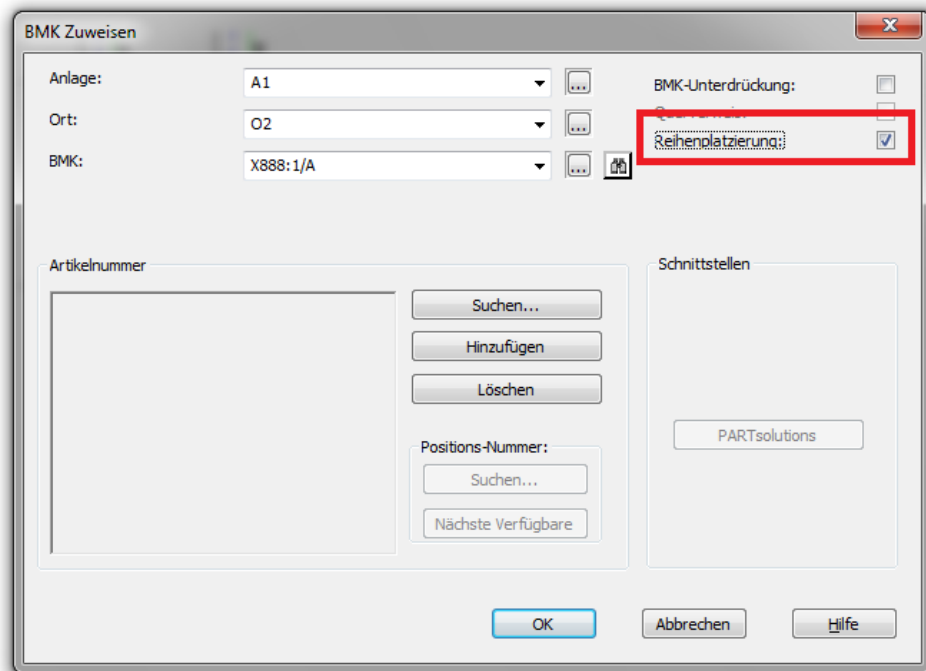 BMK Zuweisen
Anlage:
A1
...
BMK-Unterdrückung:
Ort:
O2
...
Reihenplatzierung:
BMK:
X888:1/A
...
Artikelnummer
Suchen...
Hinzufügen
Löschen
Positions-Nummer:
Suchen...
Nächste Verfügbare
Schnittstellen
PARTsolutions
OK
Abbrechen
Hilfe